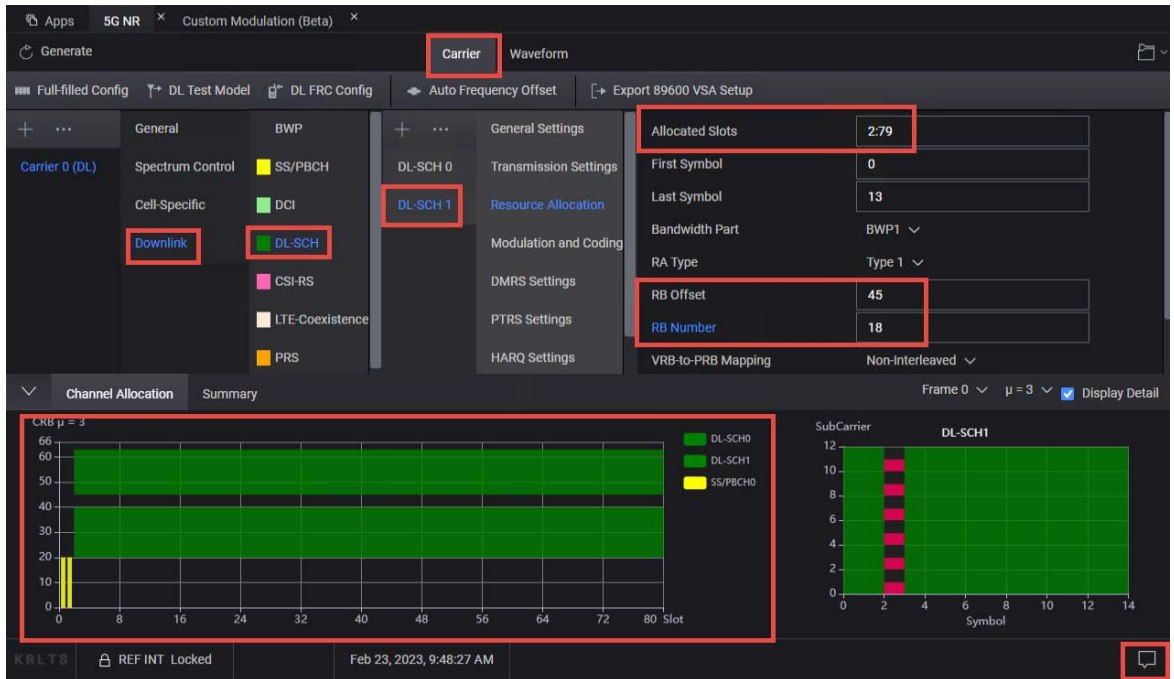 Apps 5G NR × Custom Modulation (Beta) ×
Generate Carrier Waveform
Full-filled Config DL Test Model DL FRC Config Auto Frequency Offset Export 89600 VSA Setup
+ ... General BWP + ... General Settings Allocated Slots 2:79
Carrier 0 (DL) Spectrum Control SS/PBCH DL-SCH 0 Transmission Settings First Symbol 0
Cell-Specific DCI DL-SCH 1 Resource Allocation Last Symbol 13
Downlink DL-SCH Modulation and Coding Bandwidth Part BWP1
RA Type Type 1
CSI-RS DMRS Settings RB Offset 45
LTE-Coexistence PTRS Settings RB Number 18
PRS HARQ Settings VRB-to-PRB Mapping Non-Interleaved
Channel Allocation Summary Frame 0 μ = 3 Display Detail
CRB μ = 3
66
60
50
40
30
20
10
0
0 8 16 24 32 40 48 56 64 72 80 Slot
DL-SCH0
DL-SCH1
SS/PBCH0
SubCarrier DL-SCH1
12
10
8
6
4
2
0
0 2 4 6 8 10 12 14
Symbol
KRLTS REF INT Locked Feb 23, 2023, 9:48:27 AM